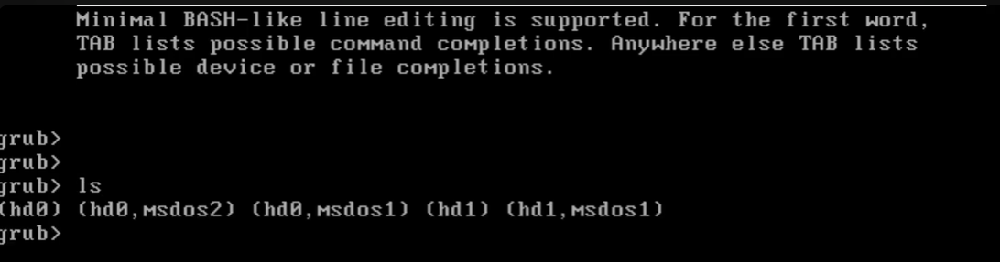 Minimal BASH-like line editing is supported. For the first word,
TAB lists possible command completions. Anywhere else TAB lists
possible device or file completions.
grub>
grub>
grub> ls
(hd0) (hd0,msdos2) (hd0,msdos1) (hd1) (hd1,msdos1)
grub>